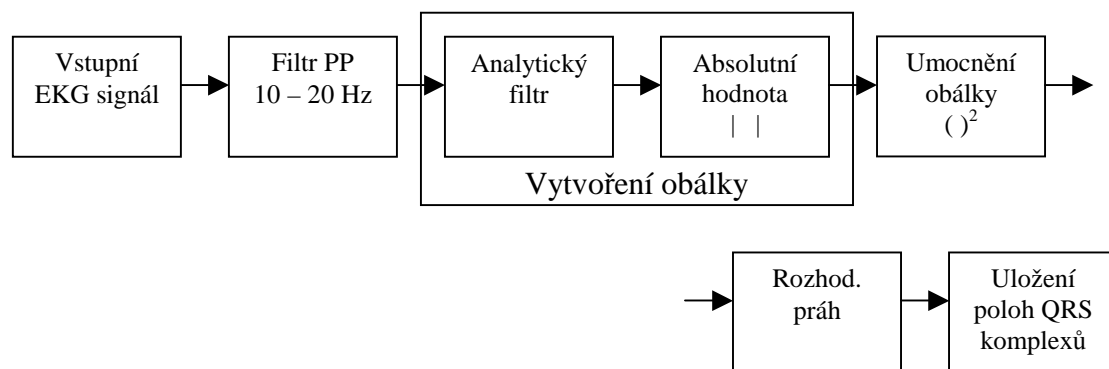 Vstupní
EKG signál
Filtr PP
10 – 20 Hz
Analytický
filtr
Absolutní
hodnota
| |
Umocnění
obálky
( )²
Vytvoření obálky
Rozhod.
práh
Uložení
poloh QRS
komplexů